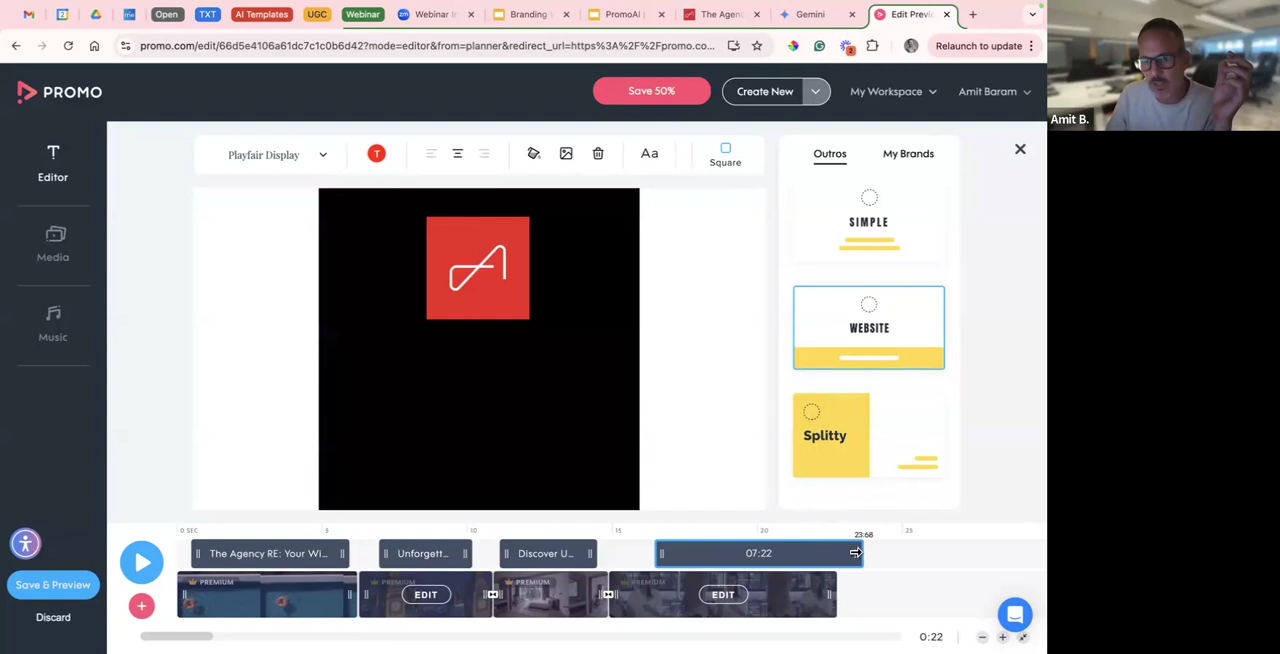 Open
TXT
AI Templates
UGC
Webinar
Webinar
Branding
PromoAI
The Agen
Gemini
Edit Previ
promo.com/edit/66d5e4106a61dc7c1c0b6d42?mode=editor&from=planner&redirect_url=https%3A%2F%2Fpromo.co...
2
Relaunch to update
Amit B.
PROMO
Save 50%
Create New
My Workspace
Amit Baram
Editor
Media
Music
Playfair Display
T
Aa
Square
Outros
My Brands
SIMPLE
WEBSITE
Splitty
0 SEC
5
10
15
20
25
23:68
The Agency RE: Your Wi...
Unforgett...
Discover U...
07:22
PREMIUM
PREMIUM
EDIT
PREMIUM
PREMIUM
EDIT
Save & Preview
Discard
0:22